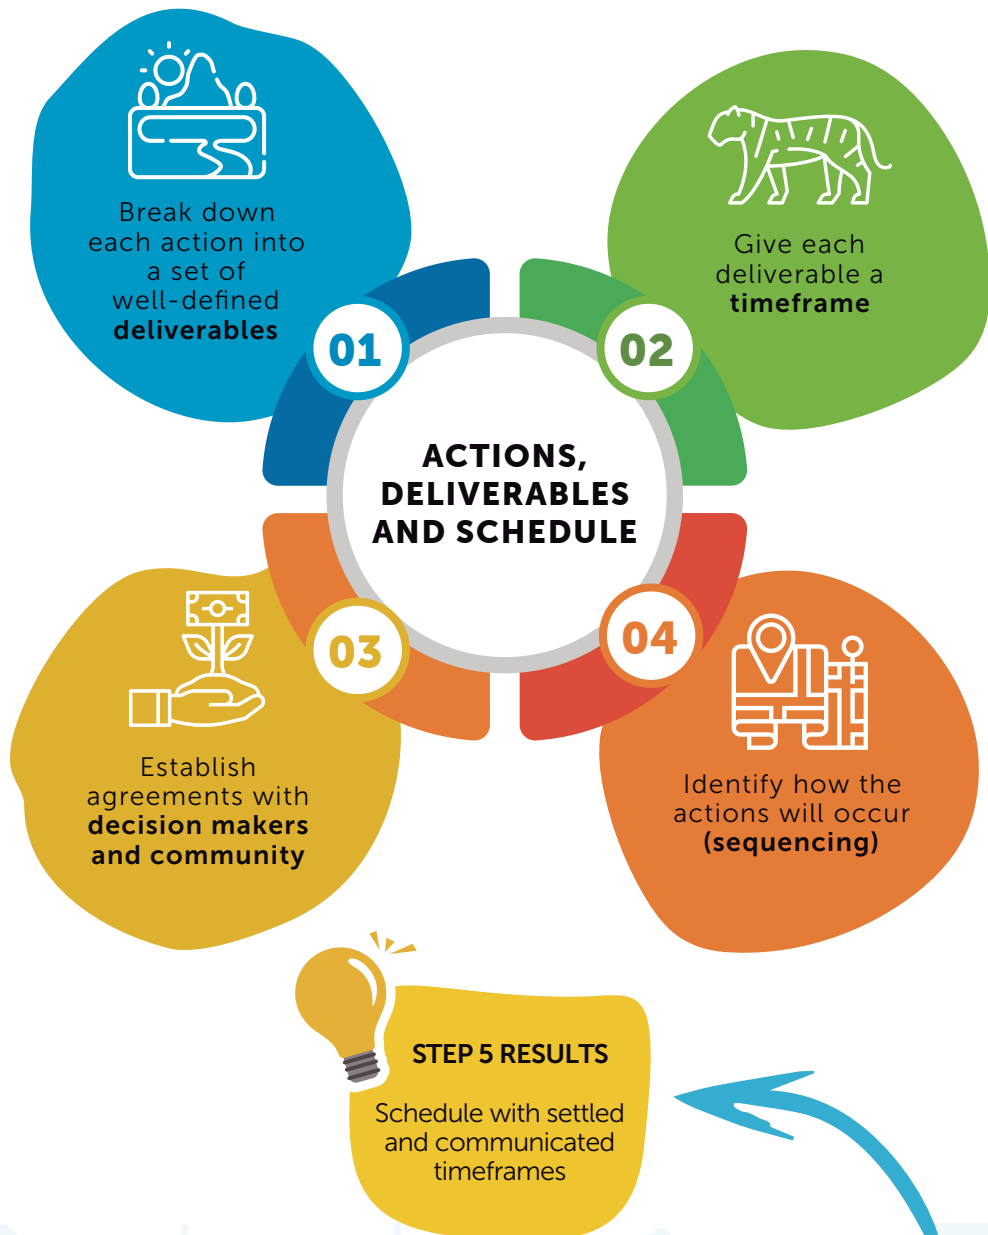 Break down
each action into
a set of
well-defined
deliverables
01
Give each
deliverable a
timeframe
02
ACTIONS,
DELIVERABLES
AND SCHEDULE
03
Establish
agreements with
decision makers
and community
04
Identify how the
actions will occur
(sequencing)
STEP 5 RESULTS
Schedule with settled
and communicated
timeframes